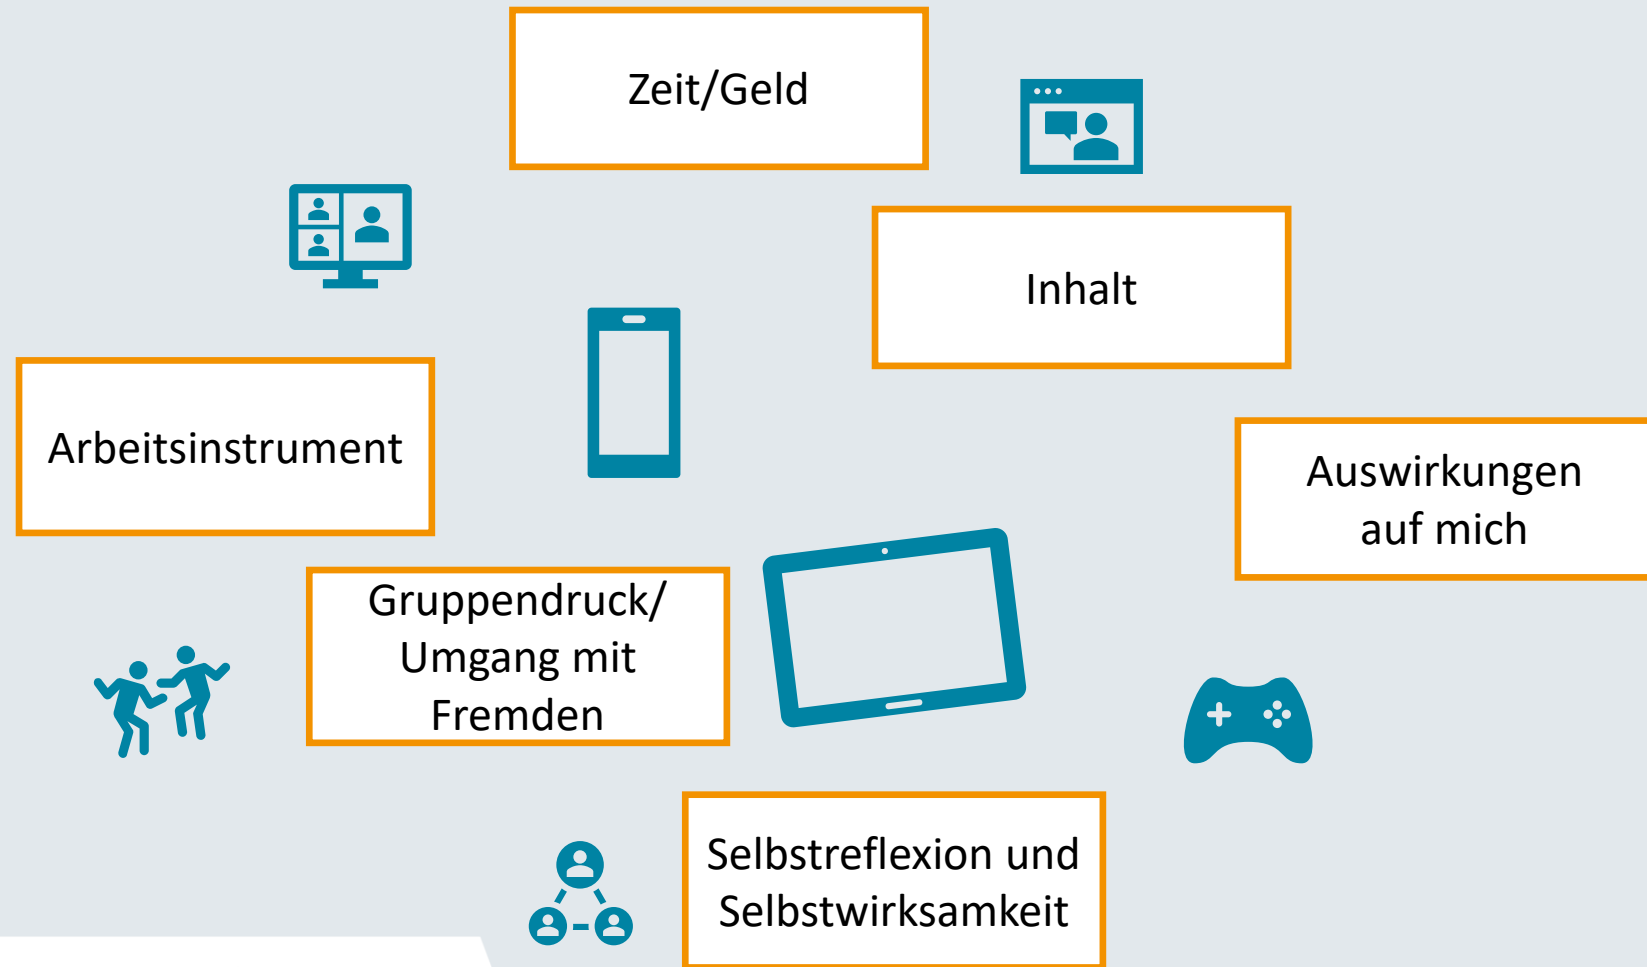 Zeit/Geld
Inhalt
Arbeitsinstrument
Auswirkungen
auf mich
Gruppendruck/
Umgang mit
Fremden
Selbstreflexion und
Selbstwirksamkeit